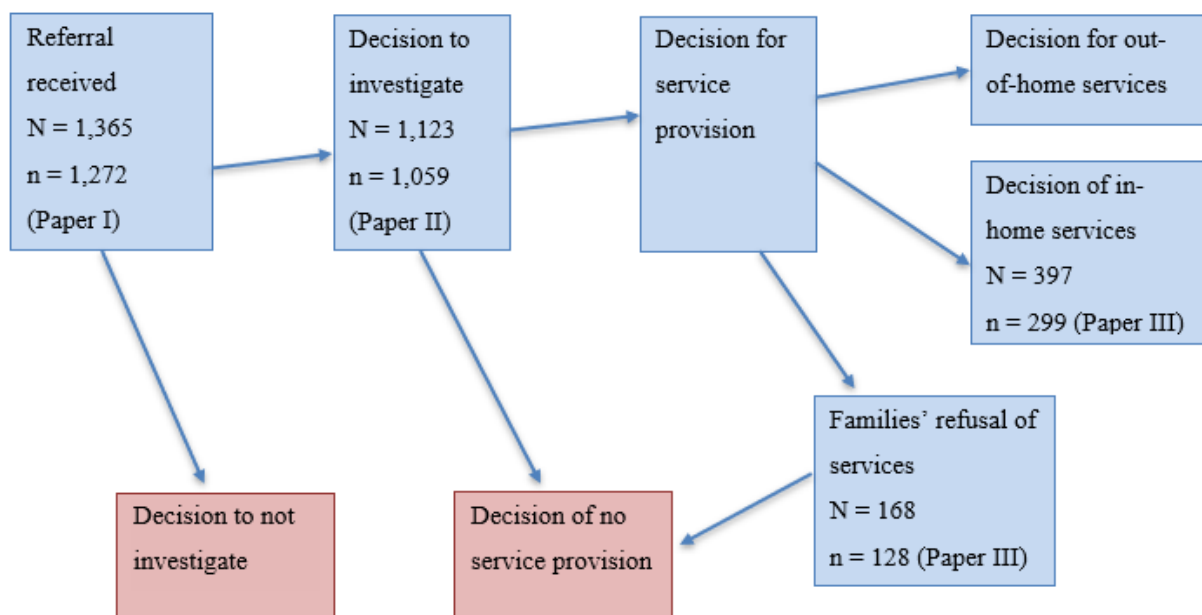 Referral
received
N = 1,365
n = 1,272
(Paper I)
Decision to
investigate
N = 1,123
n = 1,059
(Paper II)
Decision for
service
provision
Decision for out-
of-home services
Decision of in-
home services
N = 397
n = 299 (Paper III)
Families’ refusal of
services
N = 168
n = 128 (Paper III)
Decision to not
investigate
Decision of no
service provision